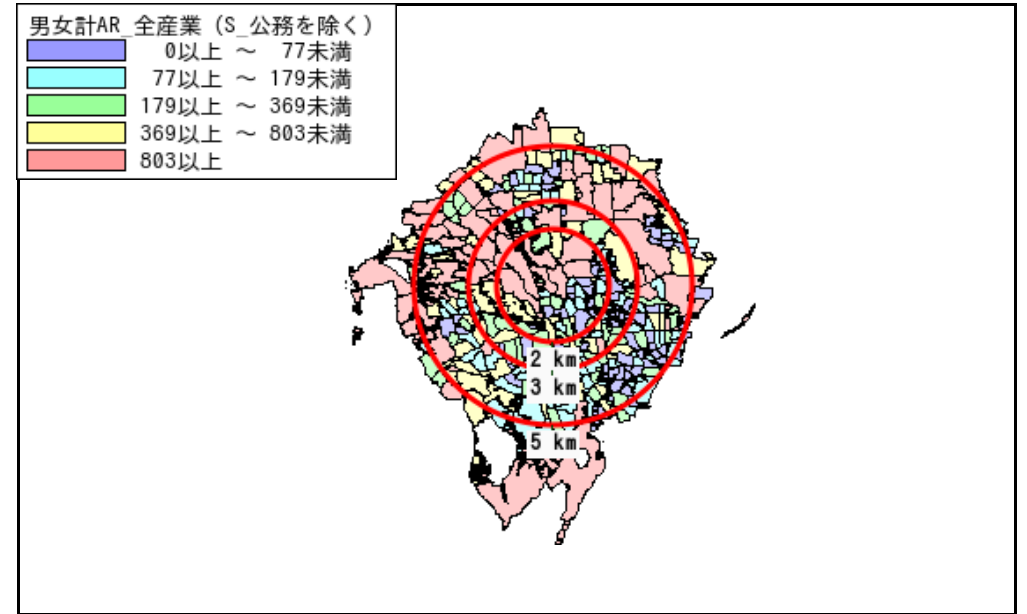 男女計AR_全産業（S_公務を除く）
0以上 ～ 77未満
77以上 ～ 179未満
179以上 ～ 369未満
369以上 ～ 803未満
803以上
2 km
3 km
5 km